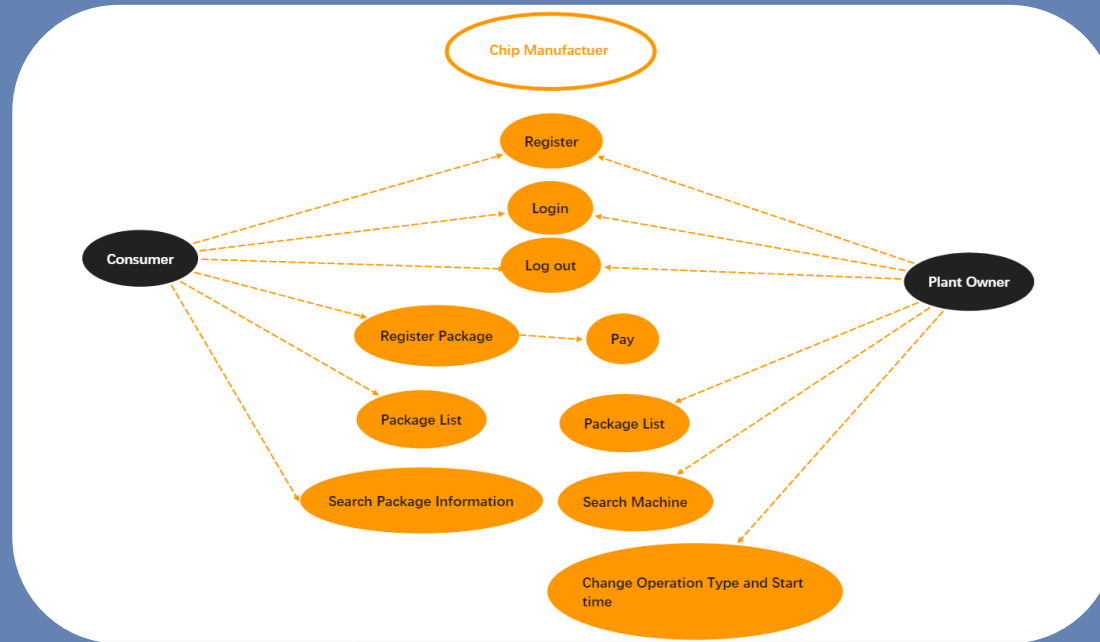 Chip Manufactuer
Register
Login
Consumer
Log out
Plant Owner
Register Package
Pay
Package List
Package List
Search Package Information
Search Machine
Change Operation Type and Start
time